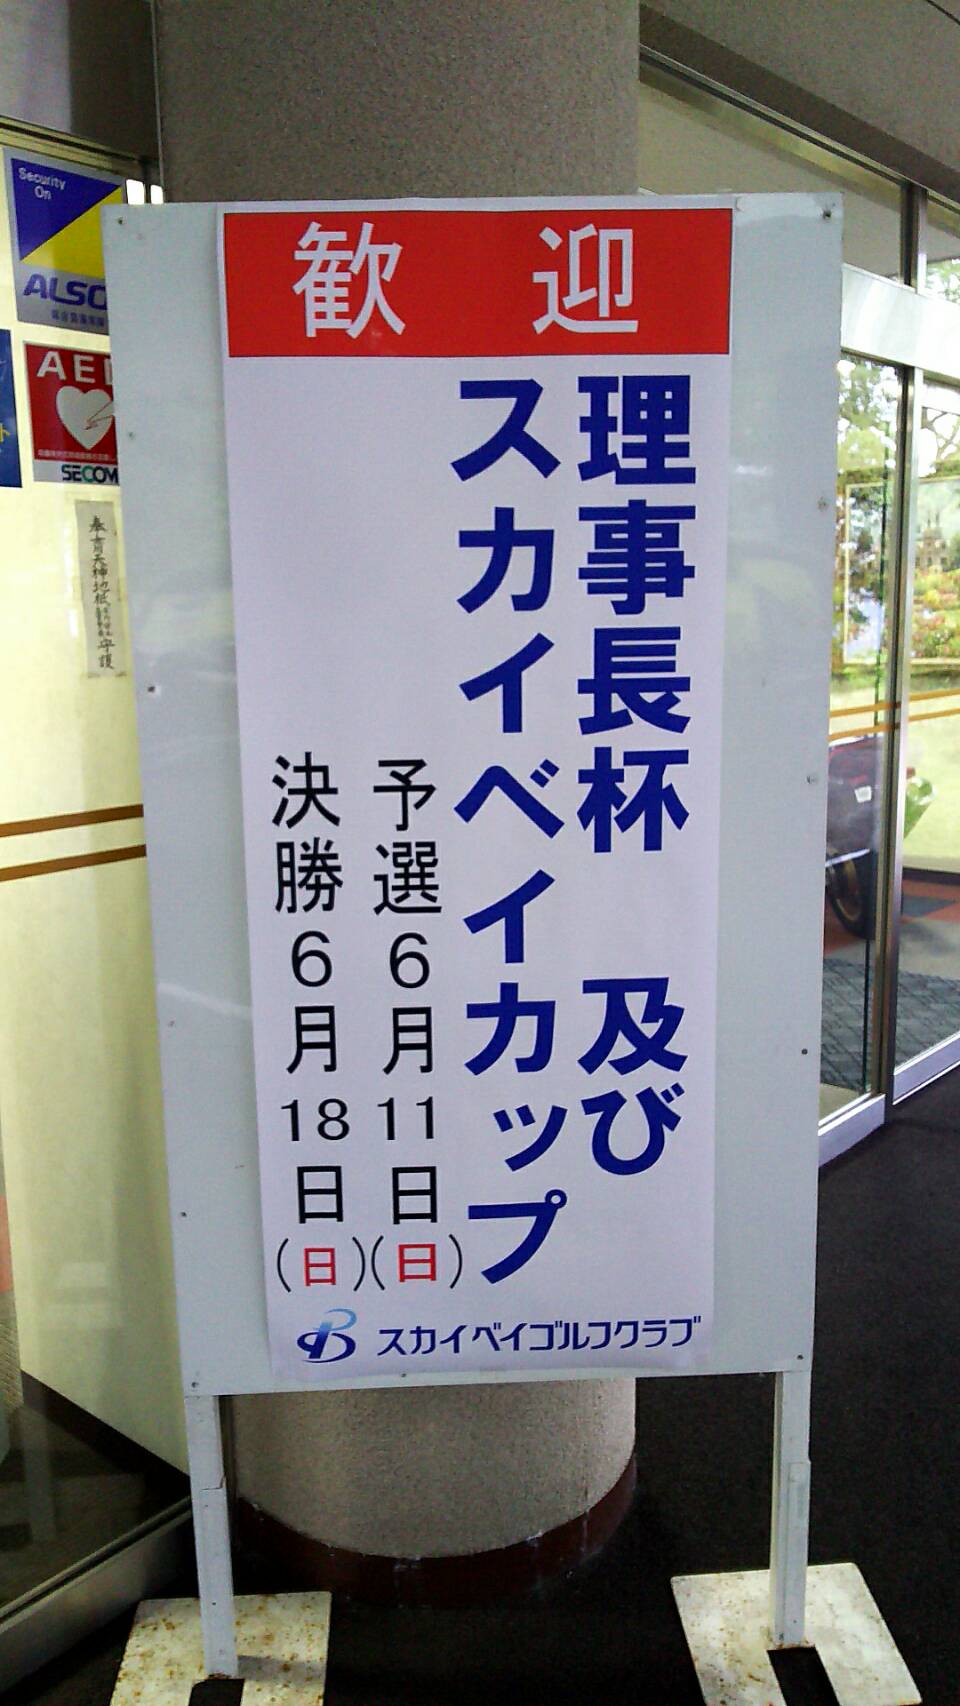 歓迎
理事長杯 及び
スカイベイカップ
予選6月11日(日)
決勝6月18日(日)
スカイベイゴルフクラブ
Security
On
AED
SECOM